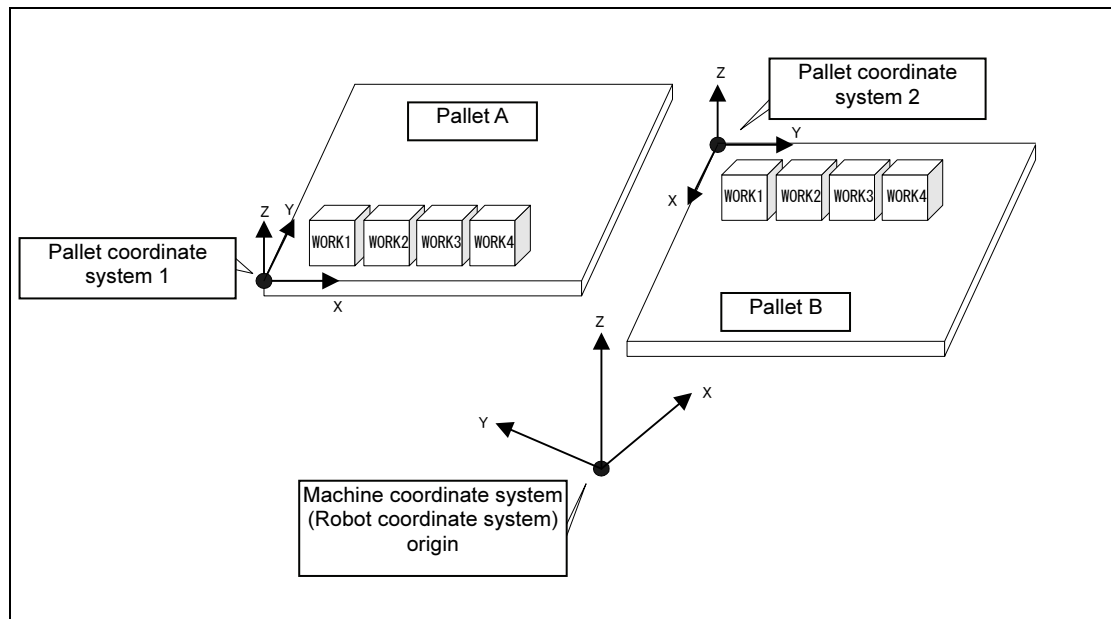 Z
Pallet coordinate
system 2
Pallet A
Y
X
WORK1
WORK2
WORK3
WORK4
Z
Y
WORK1
WORK2
WORK3
WORK4
Pallet coordinate
system 1
X
Pallet B
Z
X
Y
Machine coordinate system
(Robot coordinate system)
origin